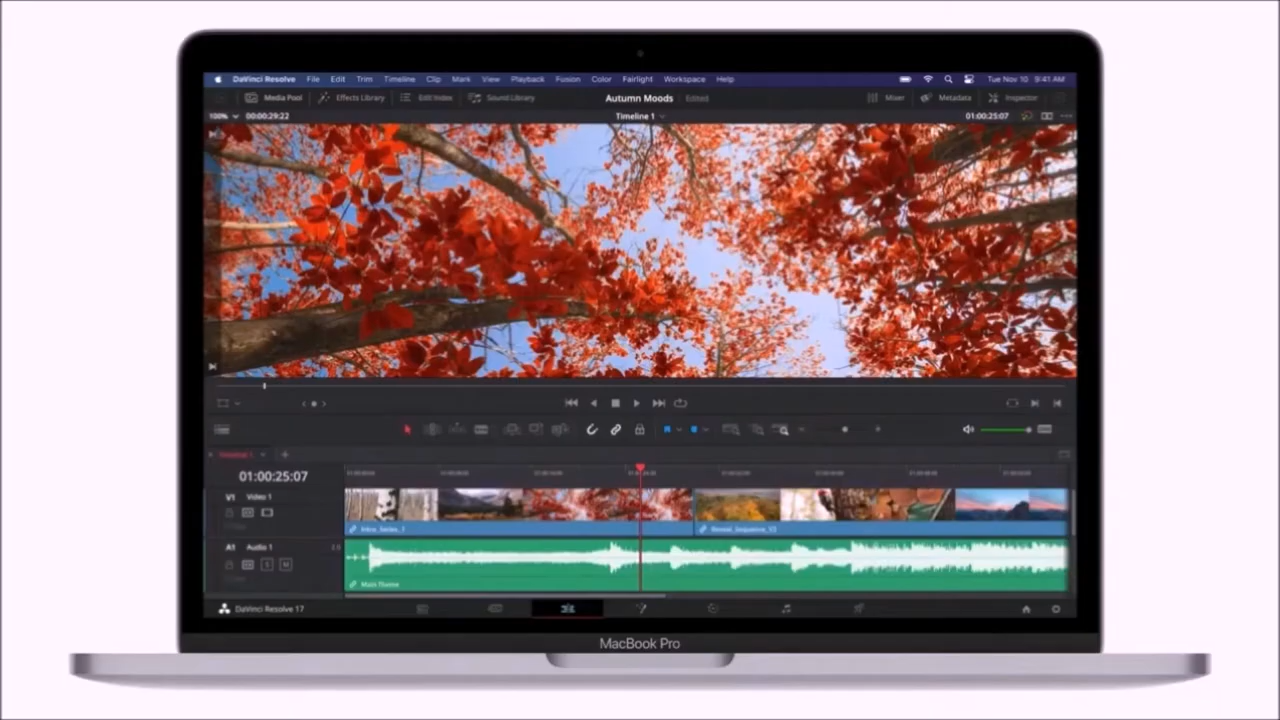 DaVinci Resolve File Edit Trim Timeline Clip Mark View Playback Fusion Color Fairlight Workspace Help Tue Nov 10 9:41 AM
Media Pool Effects Library Edit Index Sound Library Autumn Moods Edited Mixer Metadata Inspector
100% 00:00:29:22 Timeline 1 01:00:25:07
Timeline 1
01:00:25:07
V1 Video 1
Intro_Series_1
A1 Audio 1
S M
Main Theme
DaVinci Resolve 17
MacBook Pro